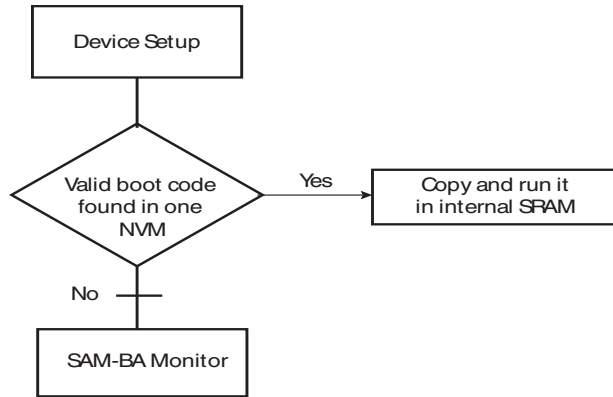 Device Setup
Valid boot code
found in one
NVM
Yes
Copy and run it
in internal SRAM
No
SAM-BA Monitor